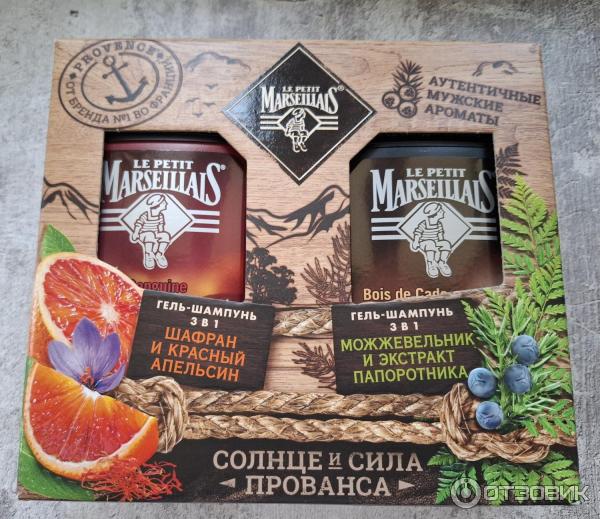 PROVENCE
ОТ БРЕНДА №1 ВО ФРАНЦИИ
LE PETIT
MARSEILLAIS®
АУТЕНТИЧНЫЕ
МУЖСКИЕ
АРОМАТЫ
LE PETIT
MARSEILLAIS®
LE PETIT
MARSEILLAIS®
Bois de Cade
ГЕЛЬ-ШАМПУНЬ
3 В 1
ШАФРАН
И КРАСНЫЙ
АПЕЛЬСИН
ГЕЛЬ-ШАМПУНЬ
3 В 1
МОЖЖЕВЕЛЬНИК
И ЭКСТРАКТ
ПАПОРОТНИКА
СОЛНЦЕ И СИЛА
ПРОВАНСА
ОТЗОВИК